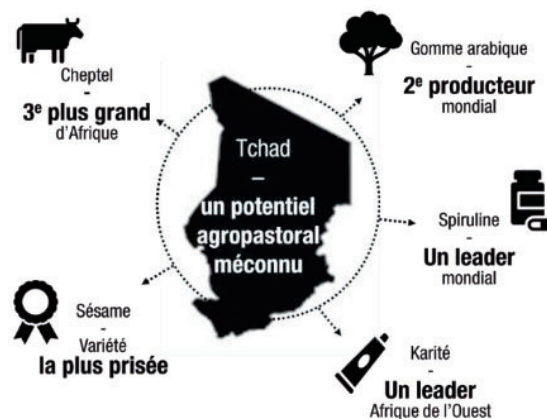 Cheptel
–
3e plus grand
d'Afrique
Gomme arabique
–
2e producteur
mondial
Tchad
–
un potentiel
agropastoral
méconnu
Spiruline
–
Un leader
mondial
Sésame
–
Variété
la plus prisée
Karité
–
Un leader
Afrique de l'Ouest